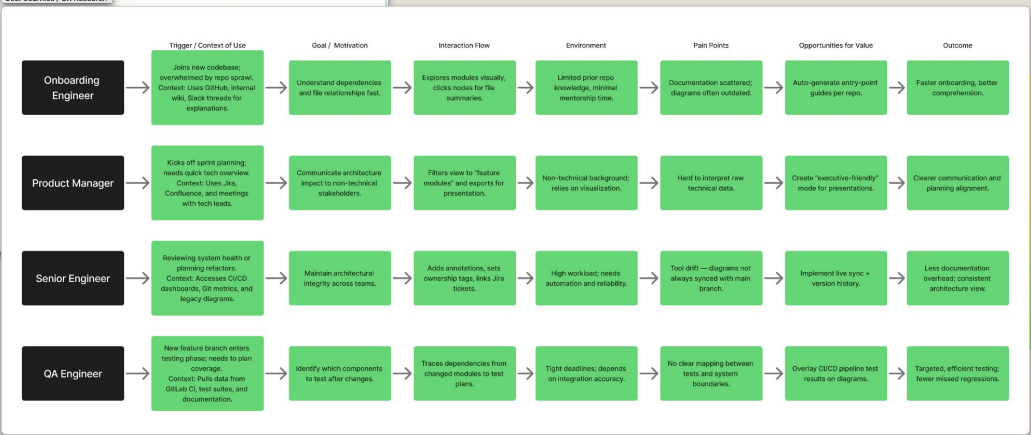 Trigger / Context of Use
Goal / Motivation
Interaction Flow
Environment
Pain Points
Opportunities for Value
Outcome
Onboarding
Engineer
Joins new codebase;
overwhelmed by repo sprawl.
Context: Uses GitHub, internal
wiki, Slack threads for
explanations.
Understand dependencies
and file relationships fast.
Explores modules visually,
clicks nodes for file
summaries.
Limited prior repo
knowledge, minimal
mentorship time.
Documentation scattered;
diagrams often outdated.
Auto-generate entry-point
guides per repo.
Faster onboarding, better
comprehension.
Product Manager
Kicks off sprint planning;
needs quick tech overview.
Context: Uses Jira,
Confluence, and meetings
with tech leads.
Communicate architecture
impact to non-technical
stakeholders.
Filters view to "feature
modules" and exports for
presentation.
Non-technical background;
relies on visualization.
Hard to interpret raw
technical data.
Create "executive-friendly"
mode for presentations.
Clearer communication and
planning alignment.
Senior Engineer
Reviewing system health or
planning refactors.
Context: Accesses CI/CD
dashboards, Git metrics, and
legacy diagrams.
Maintain architectural
integrity across teams.
Adds annotations, sets
ownership tags, links Jira
tickets.
High workload; needs
automation and reliability.
Tool drift — diagrams not
always synced with main
branch.
Implement live sync +
version history.
Less documentation
overhead; consistent
architecture view.
QA Engineer
New feature branch enters
testing phase; needs to plan
coverage.
Context: Pulls data from
GitLab CI, test suites, and
documentation.
Identify which components
to test after changes.
Traces dependencies from
changed modules to test
plans.
Tight deadlines; depends
on integration accuracy.
No clear mapping between
tests and system
boundaries.
Overlay CI/CD pipeline test
results on diagrams.
Targeted, efficient testing;
fewer missed regressions.